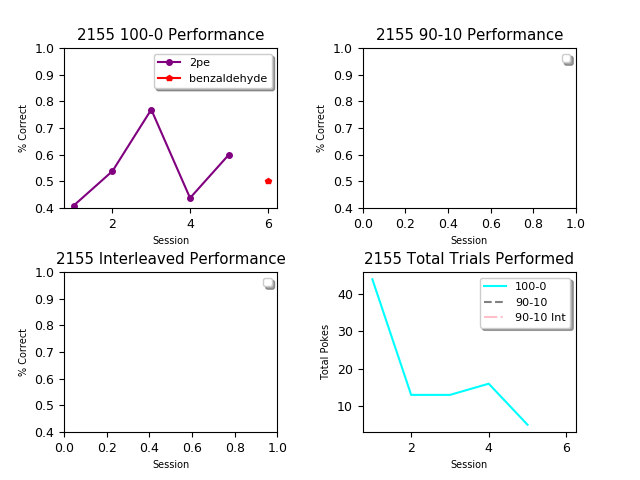 2155 100-0 Performance
1.0
0.9
0.8
0.7
0.6
0.5
0.4
% Correct
2pe
benzaldehyde
2 4 6
Session
2155 90-10 Performance
1.0
0.9
0.8
0.7
0.6
0.5
0.4
% Correct
0.0 0.2 0.4 0.6 0.8 1.0
Session
2155 Interleaved Performance
1.0
0.9
0.8
0.7
0.6
0.5
0.4
% Correct
0.0 0.2 0.4 0.6 0.8 1.0
Session
2155 Total Trials Performed
40
30
20
10
Total Pokes
100-0
90-10
90-10 Int
2 4 6
Session